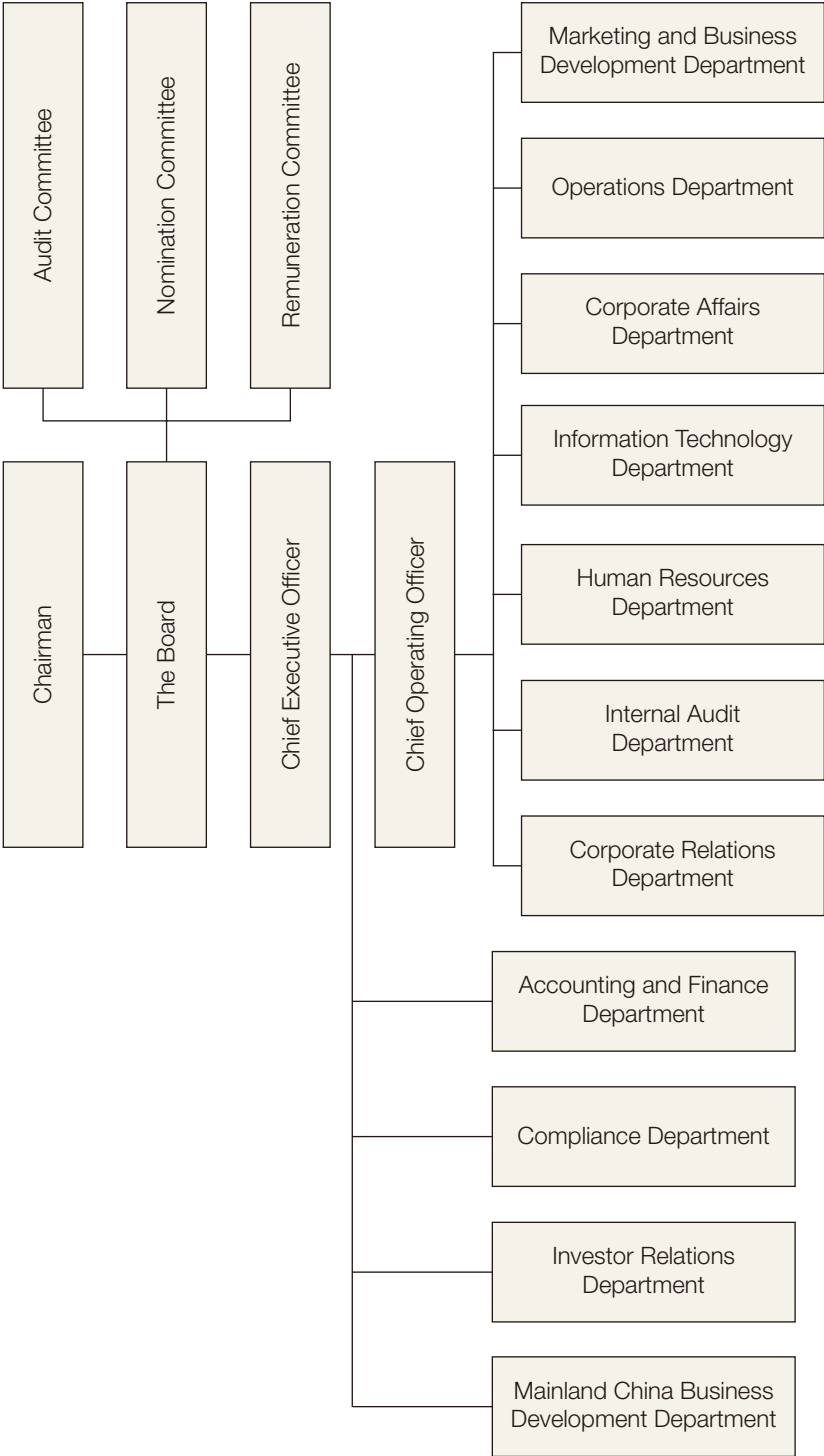 Audit Committee
Nomination Committee
Remuneration Committee
Chairman
The Board
Chief Executive Officer
Chief Operating Officer
Marketing and Business
Development Department
Operations Department
Corporate Affairs
Department
Information Technology
Department
Human Resources
Department
Internal Audit
Department
Corporate Relations
Department
Accounting and Finance
Department
Compliance Department
Investor Relations
Department
Mainland China Business
Development Department